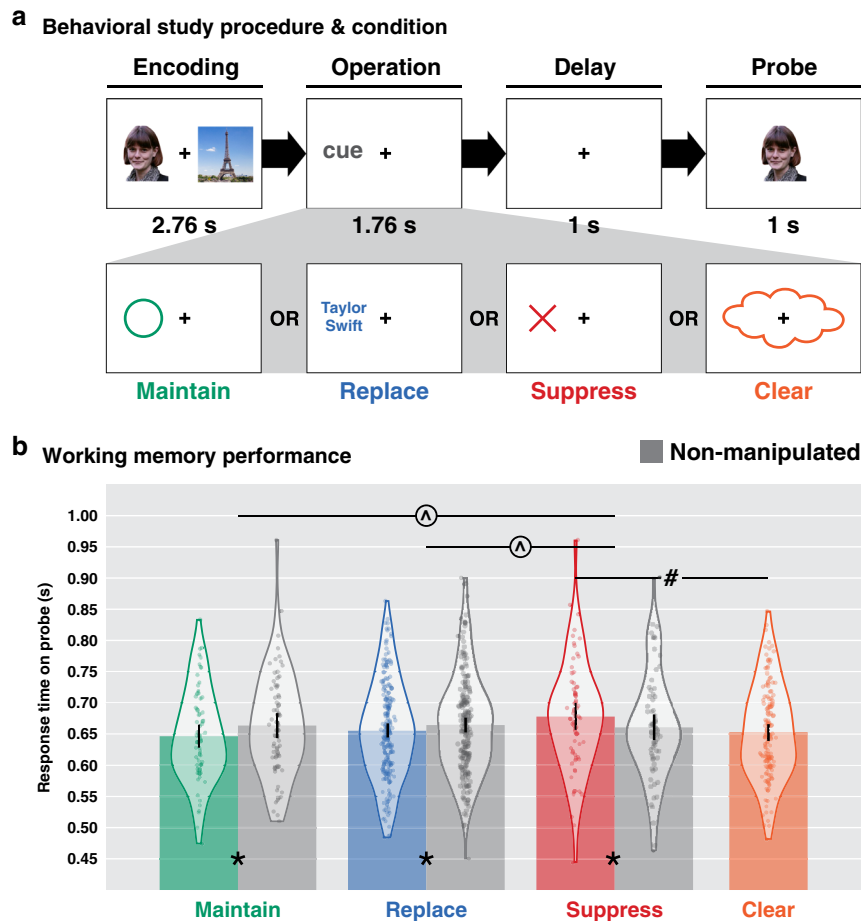 a Behavioral study procedure & condition
Encoding Operation Delay Probe
+ cue + + 
2.76 s 1.76 s 1 s 1 s
+ OR Taylor Swift + OR + OR +
Maintain Replace Suppress Clear
b Working memory performance
Non-manipulated
Response time on probe (s)
1.00
0.95
0.90
0.85
0.80
0.75
0.70
0.65
0.60
0.55
0.50
0.45
^
^
#
* * *
Maintain Replace Suppress Clear